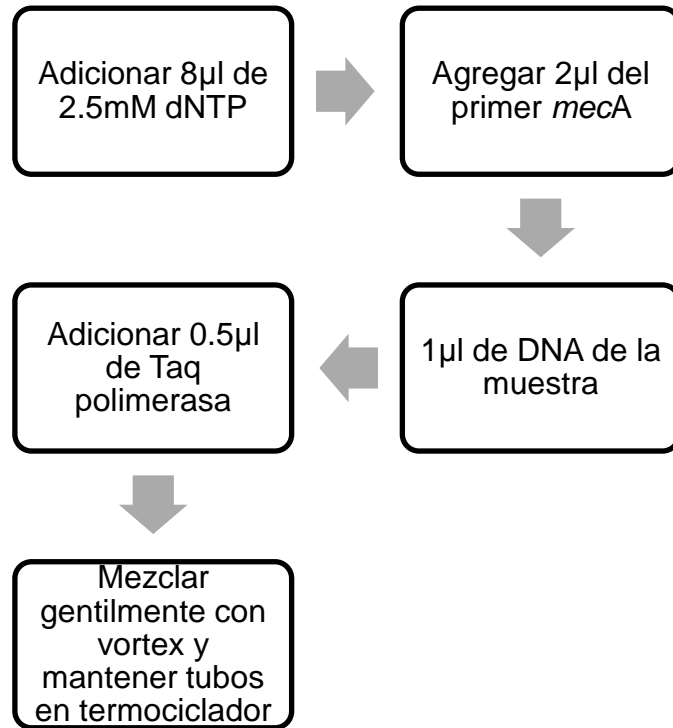 Adicionar 8µl de
2.5mM dNTP
Agregar 2µl del
primer mecA
1µl de DNA de la
muestra
Adicionar 0.5µl
de Taq
polimerasa
Mezclar
gentilmente con
vortex y
mantener tubos
en termociclador